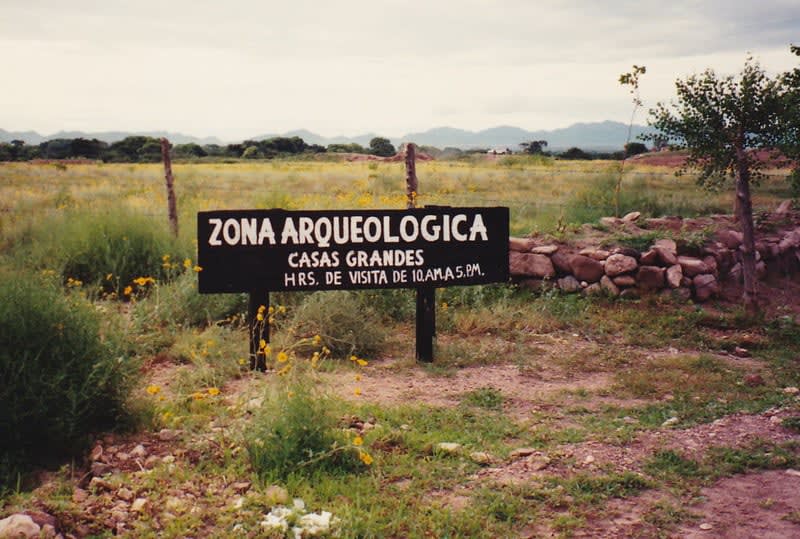 ZONA ARQUEOLOGICA
CASAS GRANDES
HRS. DE VISITA DE 10. A.M. A 5. P.M.